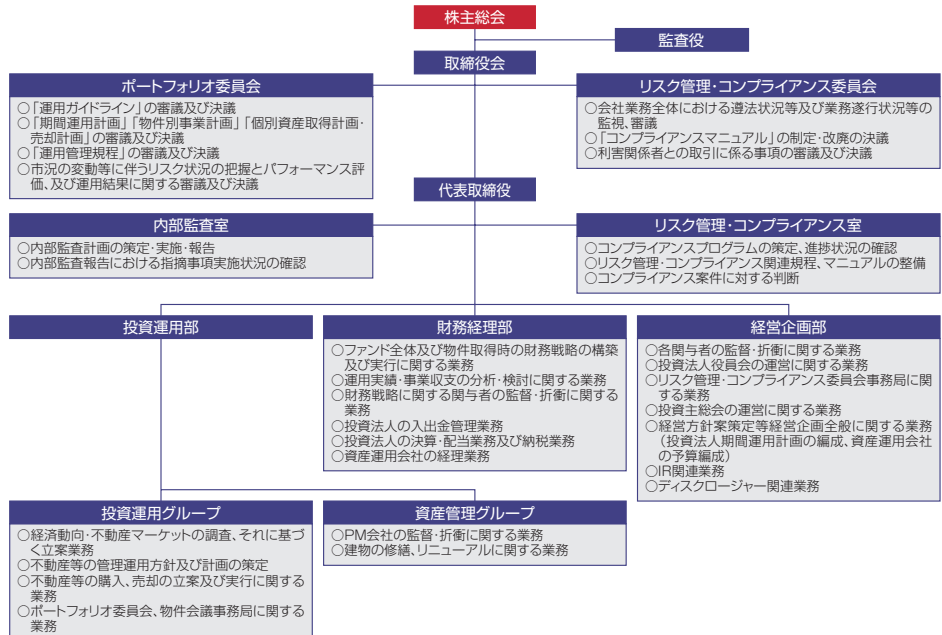 株主総会
監査役
取締役会
ポートフォリオ委員会
○「運用ガイドライン」の審議及び決議
○「期間運用計画」「物件別事業計画」「個別資産取得計画・
売却計画」の審議及び決議
○「運用管理規程」の審議及び決議
○市況の変動等に伴うリスク状況の把握とパフォーマンス評
価、及び運用結果に関する審議及び決議
リスク管理・コンプライアンス委員会
○会社業務全体における遵法状況等及び業務遂行状況等の
監視、審議
○「コンプライアンスマニュアル」の制定・改廃の決議
○利害関係者との取引に係る事項の審議及び決議
代表取締役
内部監査室
○内部監査計画の策定・実施・報告
○内部監査報告における指摘事項実施状況の確認
リスク管理・コンプライアンス室
○コンプライアンスプログラムの策定、進捗状況の確認
○リスク管理・コンプライアンス関連規程、マニュアルの整備
○コンプライアンス案件に対する判断
投資運用部
財務経理部
○ファンド全体及び物件取得時の財務戦略の構築
及び実行に関する業務
○運用実績・事業収支の分析・検討に関する業務
○財務戦略に関する関与者の監督・折衝に関する
業務
○投資法人の入出金管理業務
○投資法人の決算・配当業務及び納税業務
○資産運用会社の経理業務
経営企画部
○各関与者の監督・折衝に関する業務
○投資法人役員会の運営に関する業務
○リスク管理・コンプライアンス委員会事務局に関
する業務
○投資主総会の運営に関する業務
○経営方針案策定等経営企画全般に関する業務
（投資法人期間運用計画の編成、資産運用会社
の予算編成）
○IR関連業務
○ディスクロージャー関連業務
投資運用グループ
○経済動向・不動産マーケットの調査、それに基づ
く立案業務
○不動産等の管理運用方針及び計画の策定
○不動産等の購入、売却の立案及び実行に関する
業務
○ポートフォリオ委員会、物件会議事務局に関する
業務
資産管理グループ
○PM会社の監督・折衝に関する業務
○建物の修繕、リニューアルに関する業務